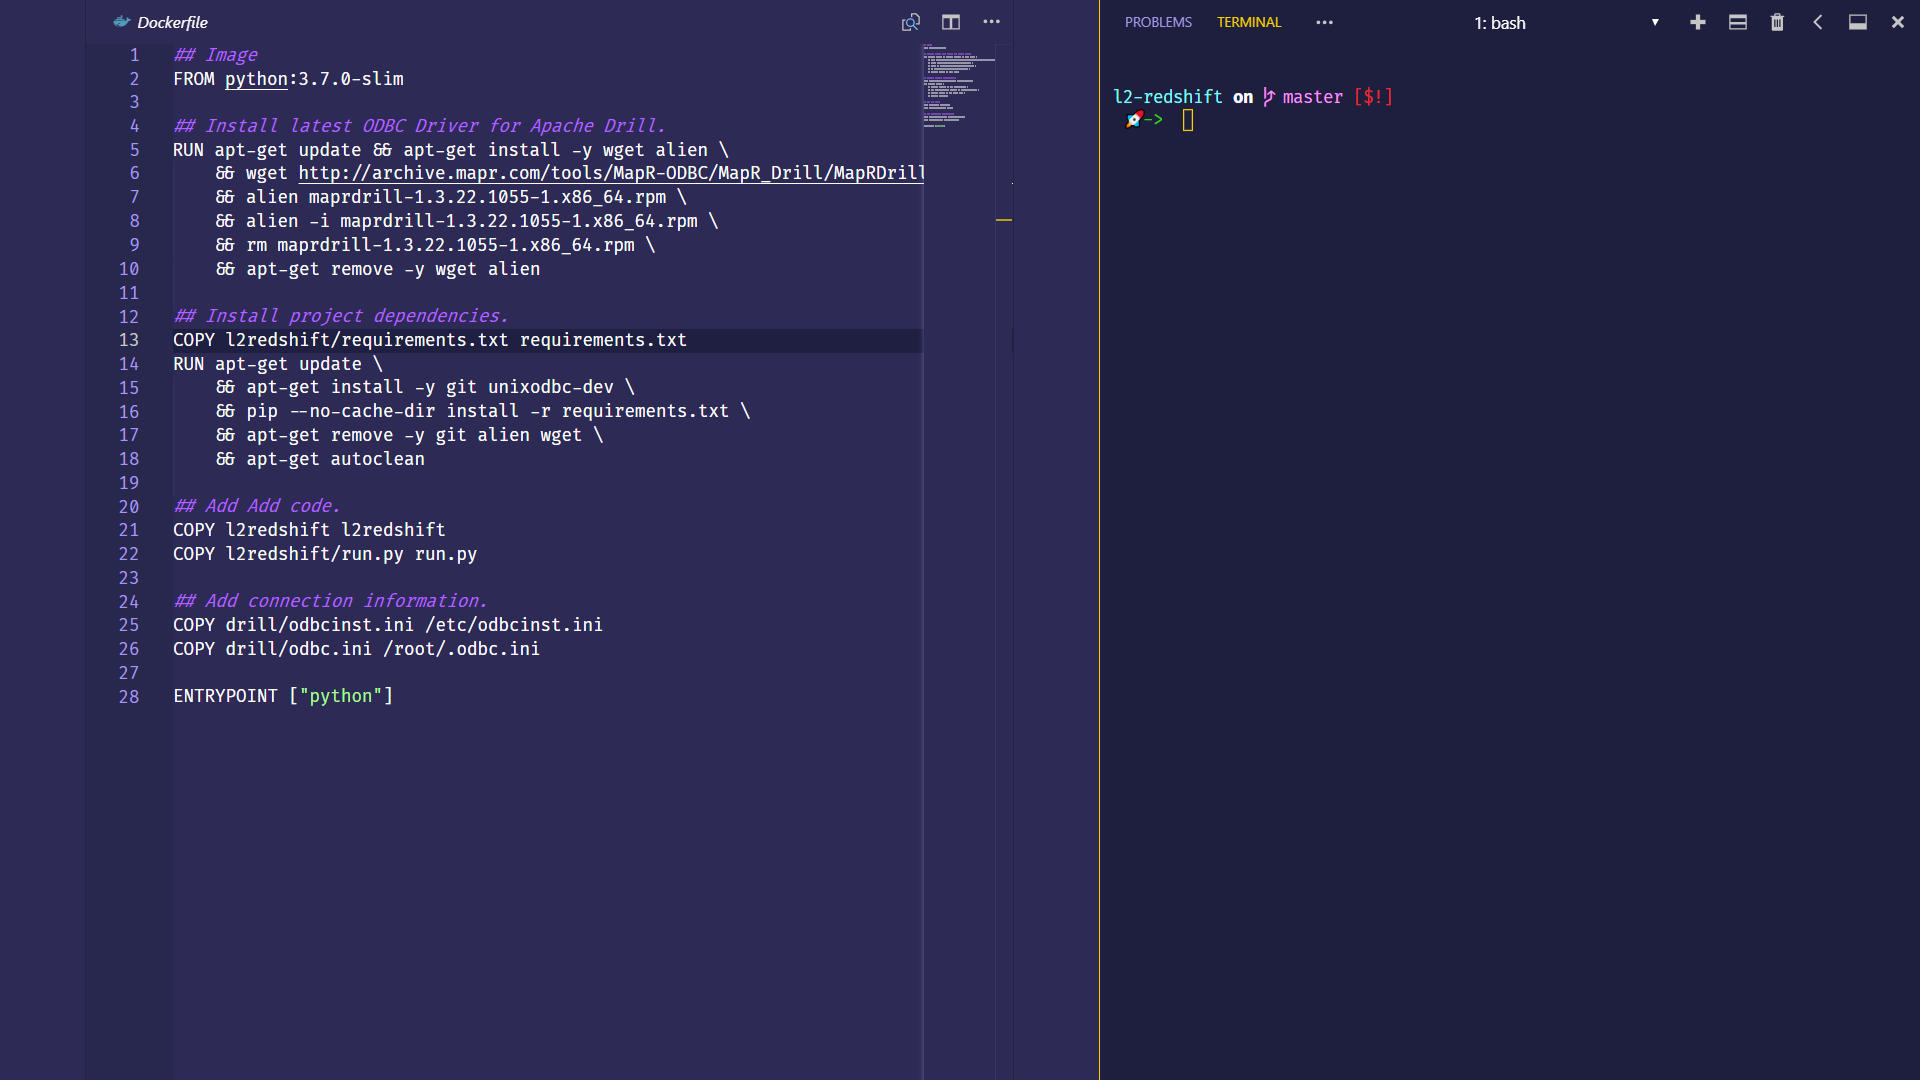 Dockerfile
1 ## Image
2 FROM python:3.7.0-slim
3
4 ## Install latest ODBC Driver for Apache Drill.
5 RUN apt-get update && apt-get install -y wget alien \
6 && wget http://archive.mapr.com/tools/MapR-ODBC/MapR_Drill/MapRDrill
7 && alien maprdrill-1.3.22.1055-1.x86_64.rpm \
8 && alien -i maprdrill-1.3.22.1055-1.x86_64.rpm \
9 && rm maprdrill-1.3.22.1055-1.x86_64.rpm \
10 && apt-get remove -y wget alien
11
12 ## Install project dependencies.
13 COPY l2redshift/requirements.txt requirements.txt
14 RUN apt-get update \
15 && apt-get install -y git unixodbc-dev \
16 && pip --no-cache-dir install -r requirements.txt \
17 && apt-get remove -y git alien wget \
18 && apt-get autoclean
19
20 ## Add Add code.
21 COPY l2redshift l2redshift
22 COPY l2redshift/run.py run.py
23
24 ## Add connection information.
25 COPY drill/odbcinst.ini /etc/odbcinst.ini
26 COPY drill/odbc.ini /root/.odbc.ini
27
28 ENTRYPOINT ["python"]
PROBLEMS TERMINAL ••• 1: bash
l2-redshift on master [$!]
🚀->